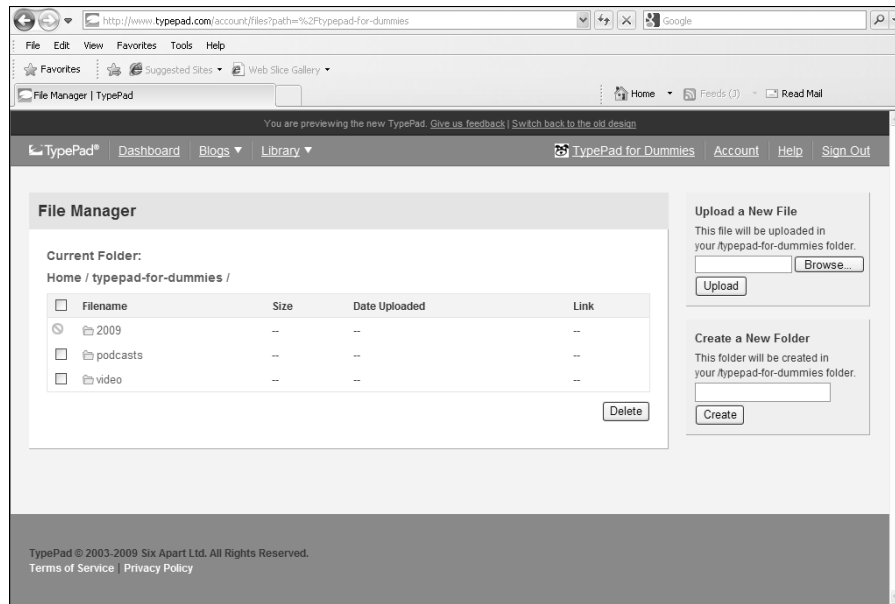 http://www.typepad.com/account/files?path=%2Ftypepad-for-dummies
Google
File Edit View Favorites Tools Help
Favorites Suggested Sites Web Slice Gallery
File Manager | TypePad
Home Feeds (J) Read Mail
You are previewing the new TypePad. Give us feedback | Switch back to the old design
TypePad® Dashboard Blogs Library TypePad for Dummies Account Help Sign Out
File Manager
Current Folder:
Home / typepad-for-dummies /
Filename Size Date Uploaded Link
2009 -- -- --
podcasts -- -- --
video -- -- --
Delete
Upload a New File
This file will be uploaded in
your /typepad-for-dummies folder.
Browse...
Upload
Create a New Folder
This folder will be created in
your /typepad-for-dummies folder.
Create
TypePad © 2003-2009 Six Apart Ltd. All Rights Reserved.
Terms of Service | Privacy Policy